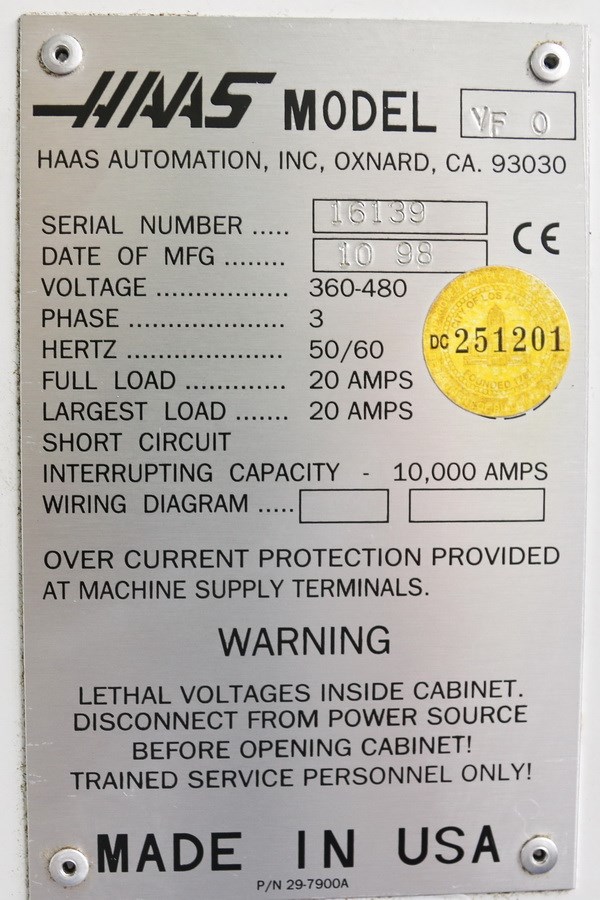 HAAS MODEL VF 0
HAAS AUTOMATION, INC, OXNARD, CA. 93030
SERIAL NUMBER ..... 16139
DATE OF MFG ........ 10 98
CE
VOLTAGE .................. 360-480
PHASE ...................... 3
HERTZ ...................... 50/60
DC 251201
FULL LOAD ............. 20 AMPS
LARGEST LOAD ....... 20 AMPS
SHORT CIRCUIT
INTERRUPTING CAPACITY - 10,000 AMPS
WIRING DIAGRAM .....
OVER CURRENT PROTECTION PROVIDED
AT MACHINE SUPPLY TERMINALS.
WARNING
LETHAL VOLTAGES INSIDE CABINET.
DISCONNECT FROM POWER SOURCE
BEFORE OPENING CABINET!
TRAINED SERVICE PERSONNEL ONLY!
MADE IN USA
P/N 29-7900A